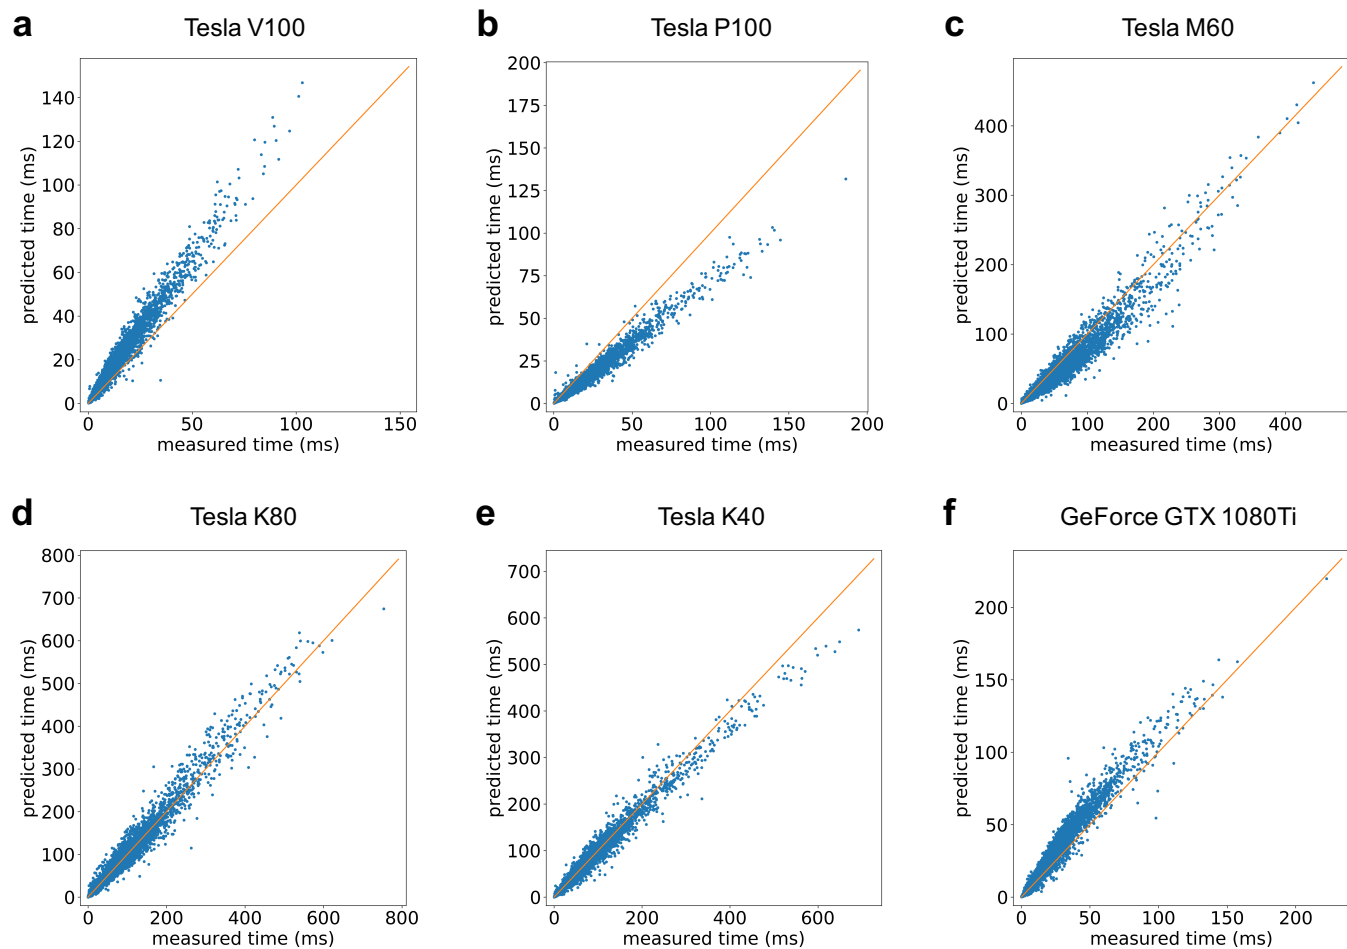 a
Tesla V100
140
120
100
80
60
40
20
0
predicted time (ms)
0 50 100 150
measured time (ms)
b
Tesla P100
200
175
150
125
100
75
50
25
0
predicted time (ms)
0 50 100 150 200
measured time (ms)
c
Tesla M60
400
300
200
100
0
predicted time (ms)
0 100 200 300 400
measured time (ms)
d
Tesla K80
800
700
600
500
400
300
200
100
0
predicted time (ms)
0 200 400 600 800
measured time (ms)
e
Tesla K40
700
600
500
400
300
200
100
0
predicted time (ms)
0 200 400 600
measured time (ms)
f
GeForce GTX 1080Ti
200
150
100
50
0
predicted time (ms)
0 50 100 150 200
measured time (ms)